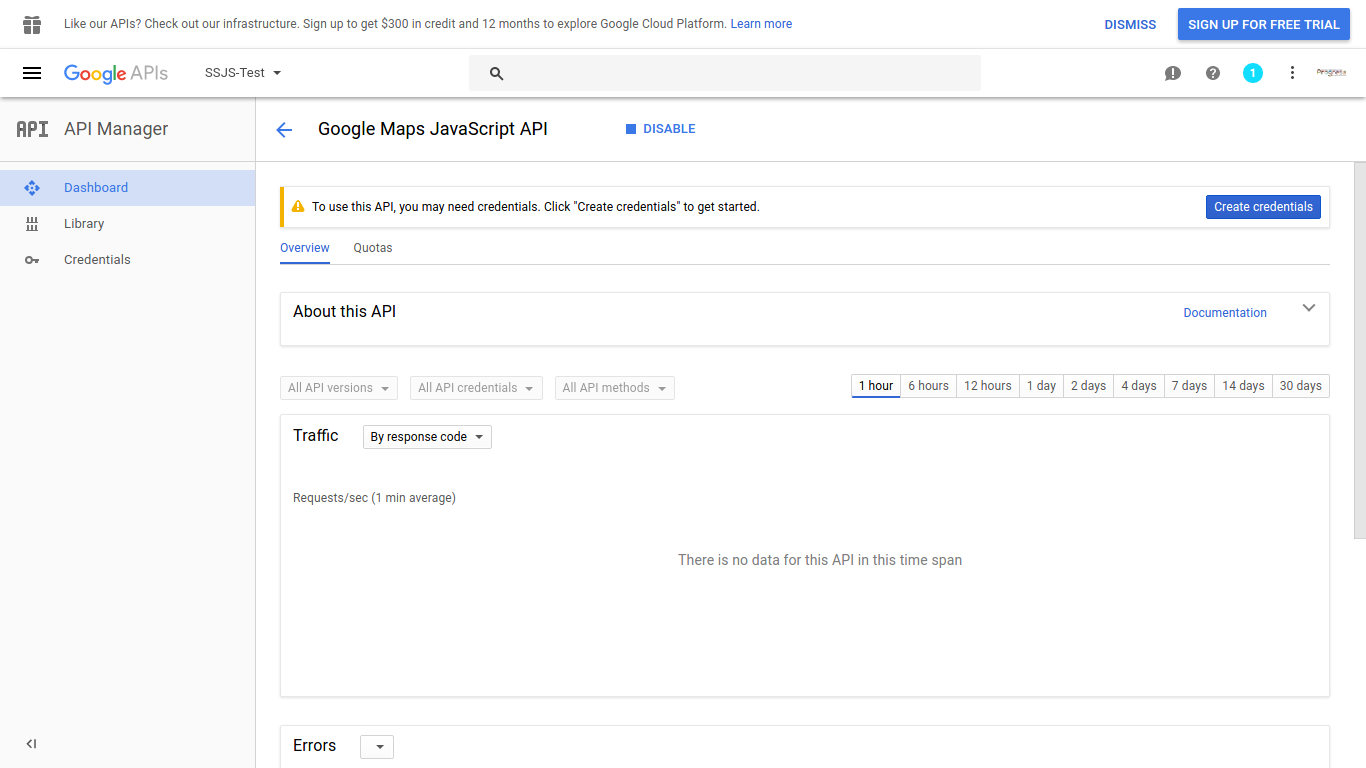 Like our APIs? Check out our infrastructure. Sign up to get $300 in credit and 12 months to explore Google Cloud Platform. Learn more
DISMISS
SIGN UP FOR FREE TRIAL
Google APIs
SSJS-Test
1
API
API Manager
Google Maps JavaScript API
DISABLE
Dashboard
Library
Credentials
To use this API, you may need credentials. Click "Create credentials" to get started.
Create credentials
Overview
Quotas
About this API
Documentation
All API versions
All API credentials
All API methods
1 hour
6 hours
12 hours
1 day
2 days
4 days
7 days
14 days
30 days
Traffic
By response code
Requests/sec (1 min average)
There is no data for this API in this time span
Errors